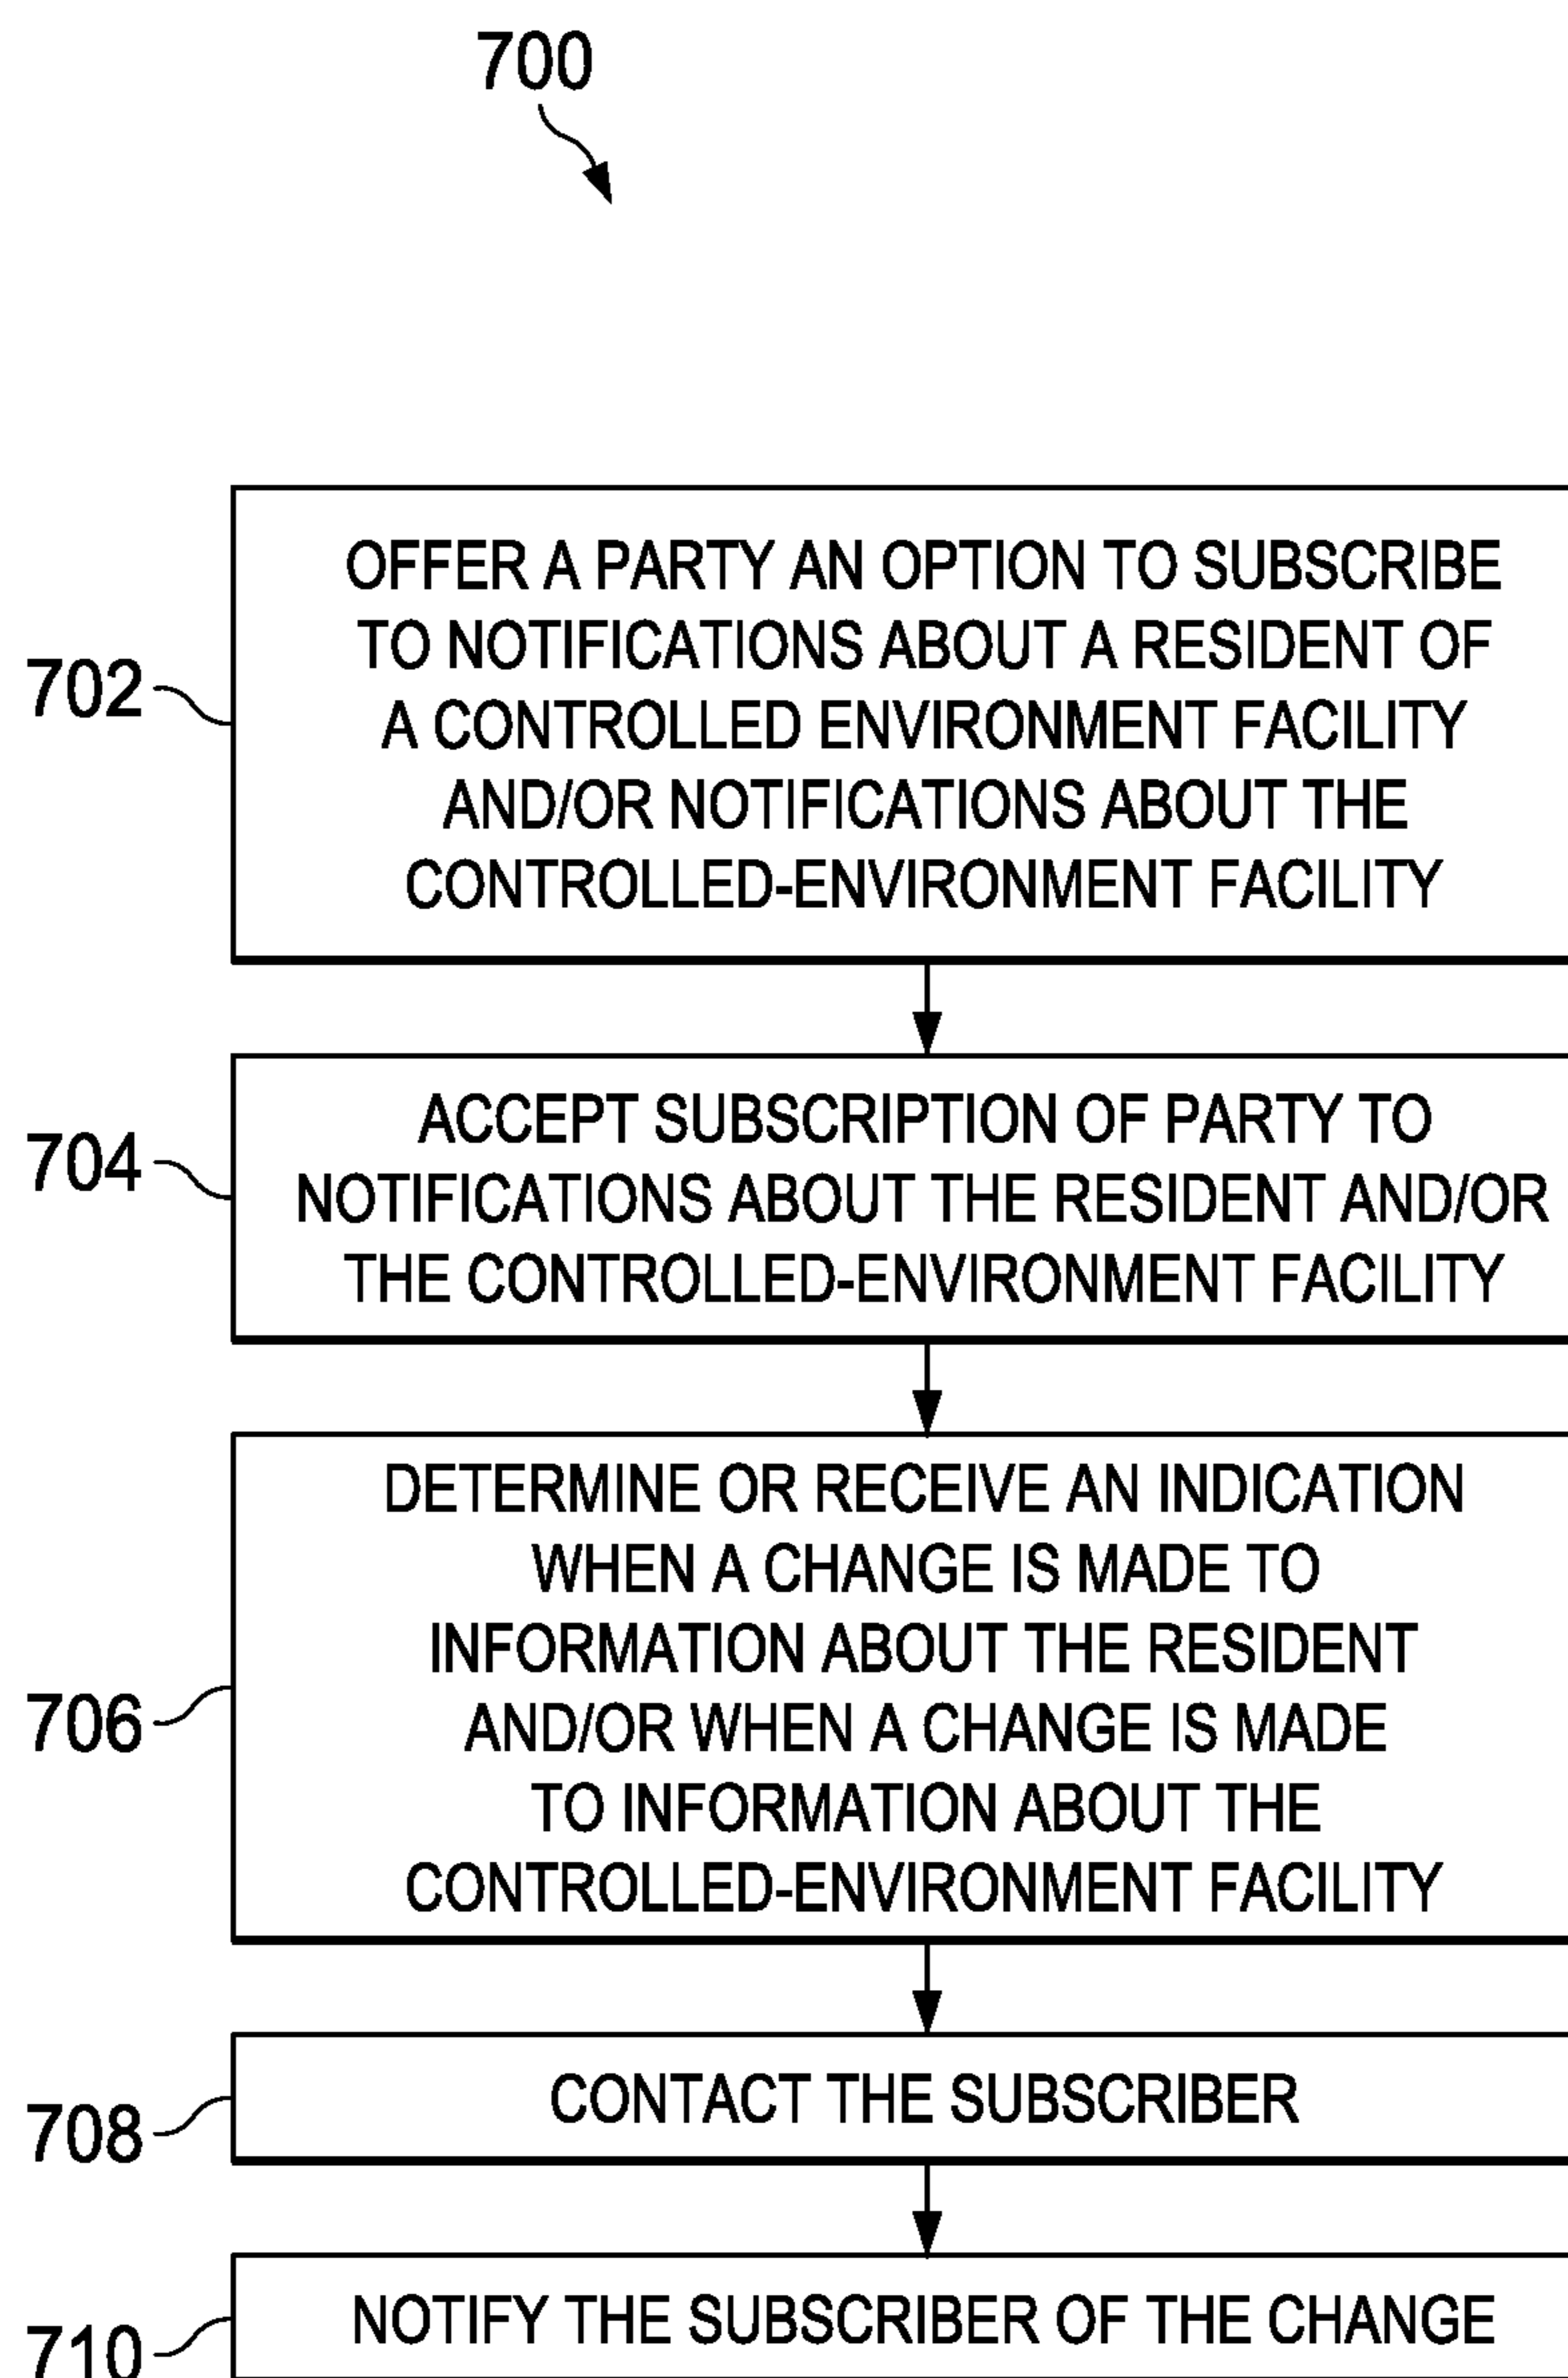 700
702
OFFER A PARTY AN OPTION TO SUBSCRIBE
TO NOTIFICATIONS ABOUT A RESIDENT OF
A CONTROLLED ENVIRONMENT FACILITY
AND/OR NOTIFICATIONS ABOUT THE
CONTROLLED-ENVIRONMENT FACILITY
704
ACCEPT SUBSCRIPTION OF PARTY TO
NOTIFICATIONS ABOUT THE RESIDENT AND/OR
THE CONTROLLED-ENVIRONMENT FACILITY
706
DETERMINE OR RECEIVE AN INDICATION
WHEN A CHANGE IS MADE TO
INFORMATION ABOUT THE RESIDENT
AND/OR WHEN A CHANGE IS MADE
TO INFORMATION ABOUT THE
CONTROLLED-ENVIRONMENT FACILITY
708
CONTACT THE SUBSCRIBER
710
NOTIFY THE SUBSCRIBER OF THE CHANGE